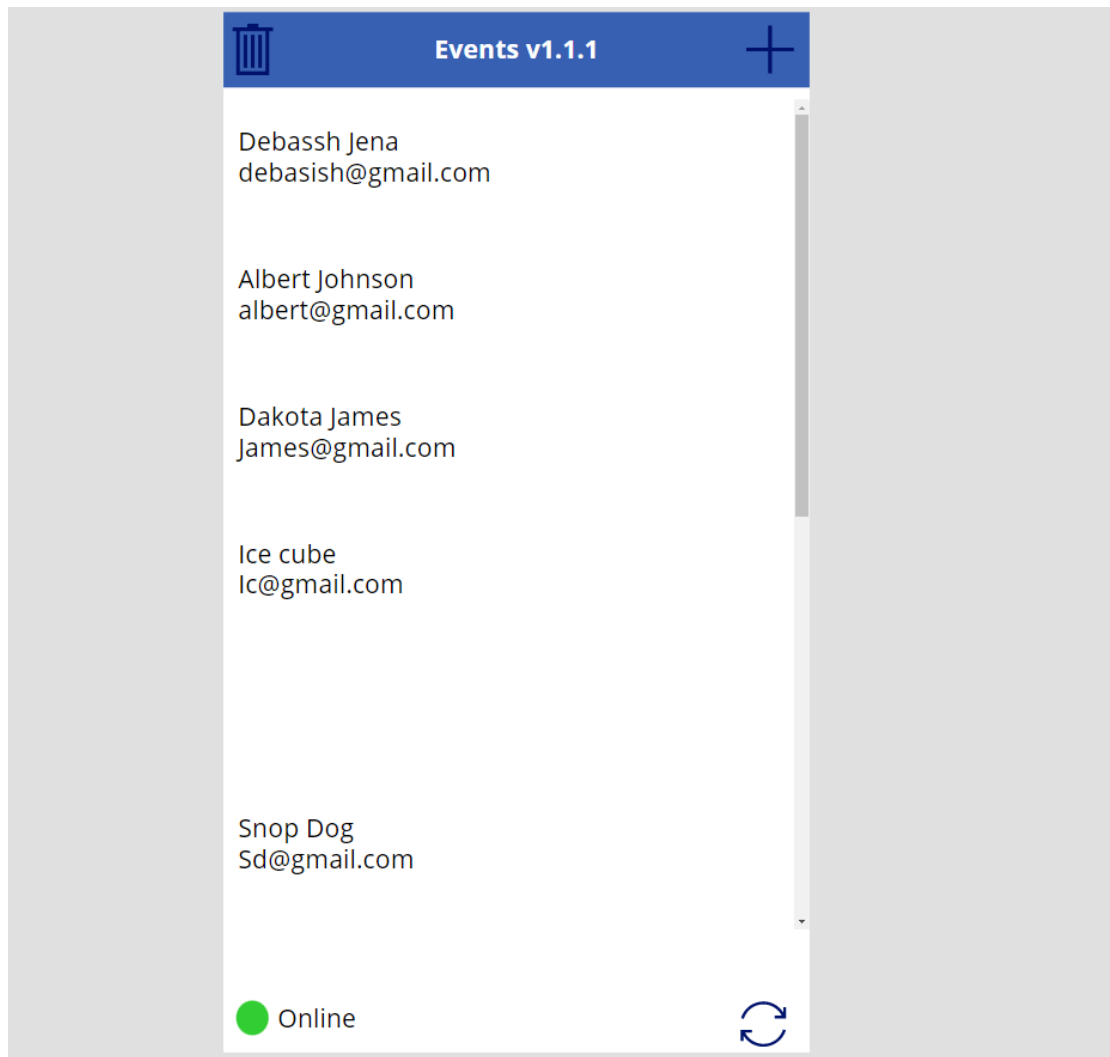 Events v1.1.1
Debassh Jena
debasish@gmail.com
Albert Johnson
albert@gmail.com
Dakota James
James@gmail.com
Ice cube
Ic@gmail.com
Snop Dog
Sd@gmail.com
Online